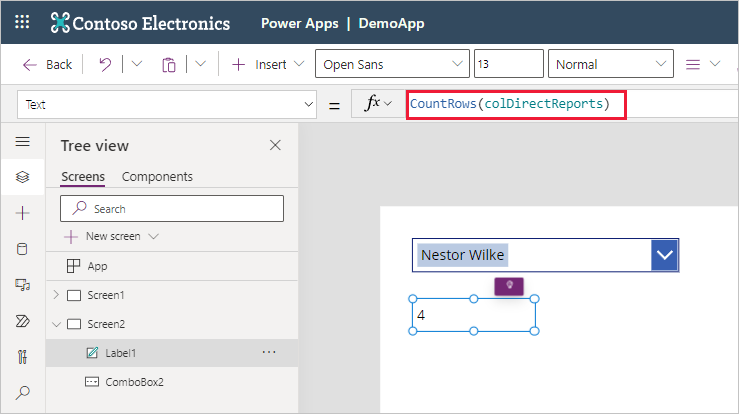 Contoso Electronics Power Apps | DemoApp
Back Insert Open Sans 13 Normal
Text = fx CountRows(colDirectReports)
Tree view
Screens Components
Search
New screen
App
Screen1
Screen2
Label1 ...
ComboBox2
Nestor Wilke
4